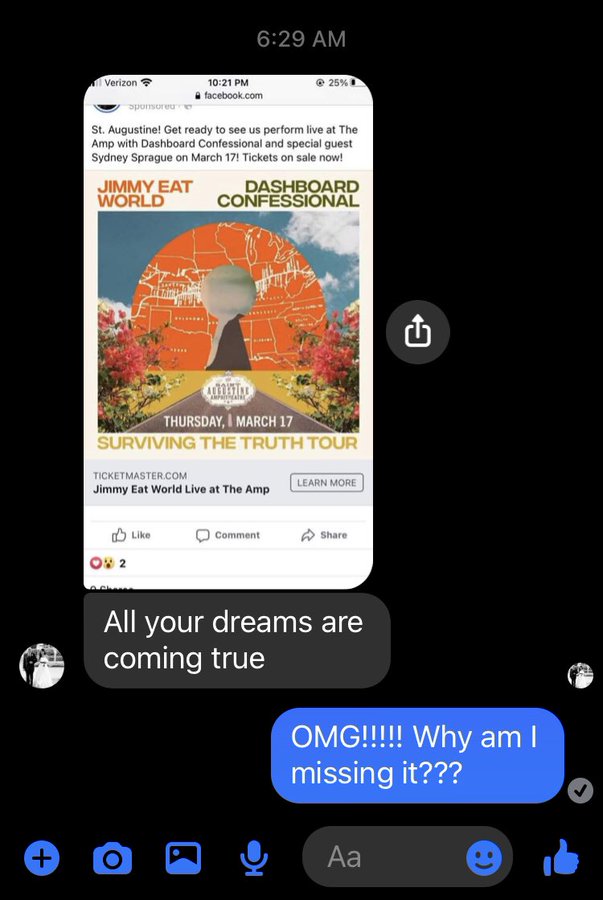 6:29 AM
Verizon
10:21 PM
25%
facebook.com
Sponsored ·
St. Augustine! Get ready to see us perform live at The
Amp with Dashboard Confessional and special guest
Sydney Sprague on March 17! Tickets on sale now!
JIMMY EAT
WORLD
DASHBOARD
CONFESSIONAL
SAINT
AUGUSTINE
AMPHITHEATRE
THURSDAY, MARCH 17
SURVIVING THE TRUTH TOUR
TICKETMASTER.COM
Jimmy Eat World Live at The Amp
LEARN MORE
Like
Comment
Share
2
0 Shares
All your dreams are
coming true
OMG!!!!! Why am I
missing it???
Aa